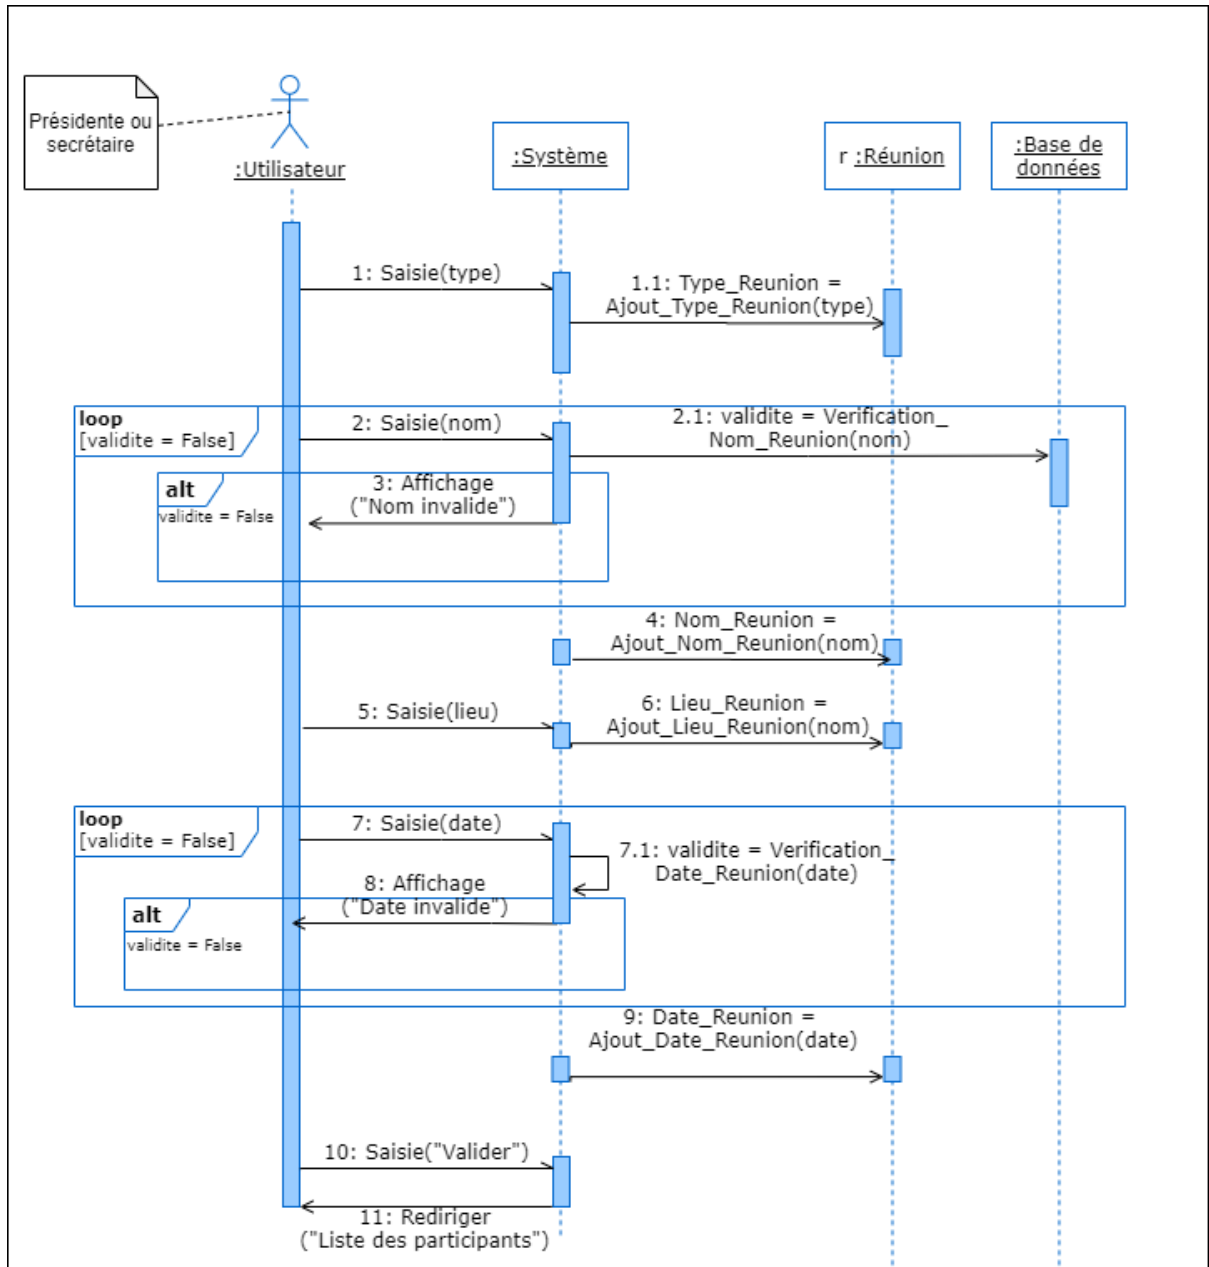 Présidente ou
secrétaire
:Utilisateur
:Système
r :Réunion
:Base de
données
1: Saisie(type)
1.1: Type_Reunion =
Ajout_Type_Reunion(type)
loop
[validite = False]
2: Saisie(nom)
2.1: validite = Verification_
Nom_Reunion(nom)
alt
validite = False
3: Affichage
("Nom invalide")
4: Nom_Reunion =
Ajout_Nom_Reunion(nom)
5: Saisie(lieu)
6: Lieu_Reunion =
Ajout_Lieu_Reunion(nom)
loop
[validite = False]
7: Saisie(date)
7.1: validite = Verification_
Date_Reunion(date)
8: Affichage
("Date invalide")
alt
validite = False
9: Date_Reunion =
Ajout_Date_Reunion(date)
10: Saisie("Valider")
11: Rediriger
("Liste des participants")